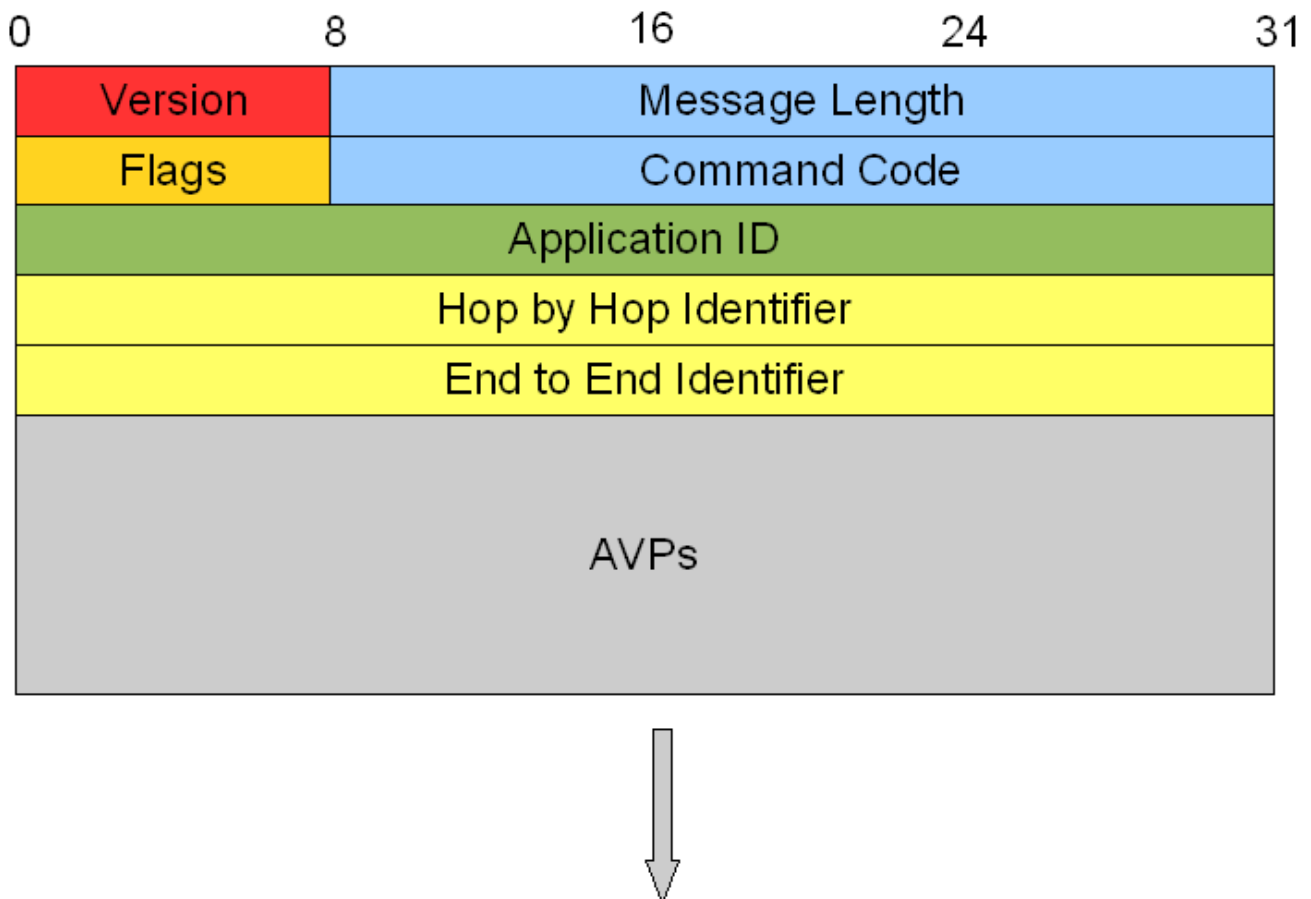 0 8 16 24 31
Version Message Length
Flags Command Code
Application ID
Hop by Hop Identifier
End to End Identifier
AVPs